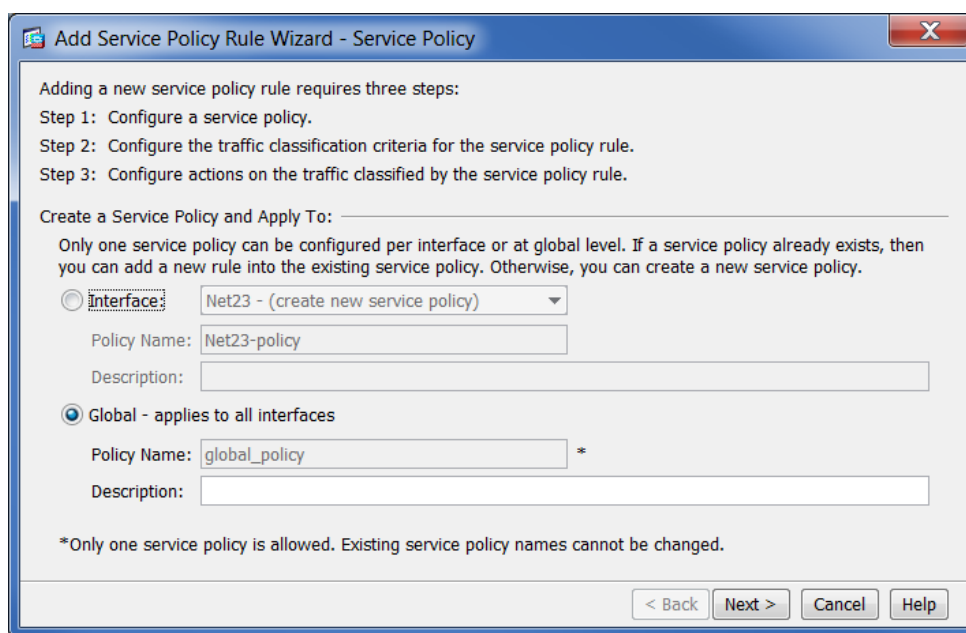 Add Service Policy Rule Wizard - Service Policy
X
Adding a new service policy rule requires three steps:
Step 1: Configure a service policy.
Step 2: Configure the traffic classification criteria for the service policy rule.
Step 3: Configure actions on the traffic classified by the service policy rule.
Create a Service Policy and Apply To:
Only one service policy can be configured per interface or at global level. If a service policy already exists, then
you can add a new rule into the existing service policy. Otherwise, you can create a new service policy.
Interface: Net23 - (create new service policy)
Policy Name: Net23-policy
Description:
Global - applies to all interfaces
Policy Name: global_policy *
Description:
*Only one service policy is allowed. Existing service policy names cannot be changed.
< Back Next > Cancel Help